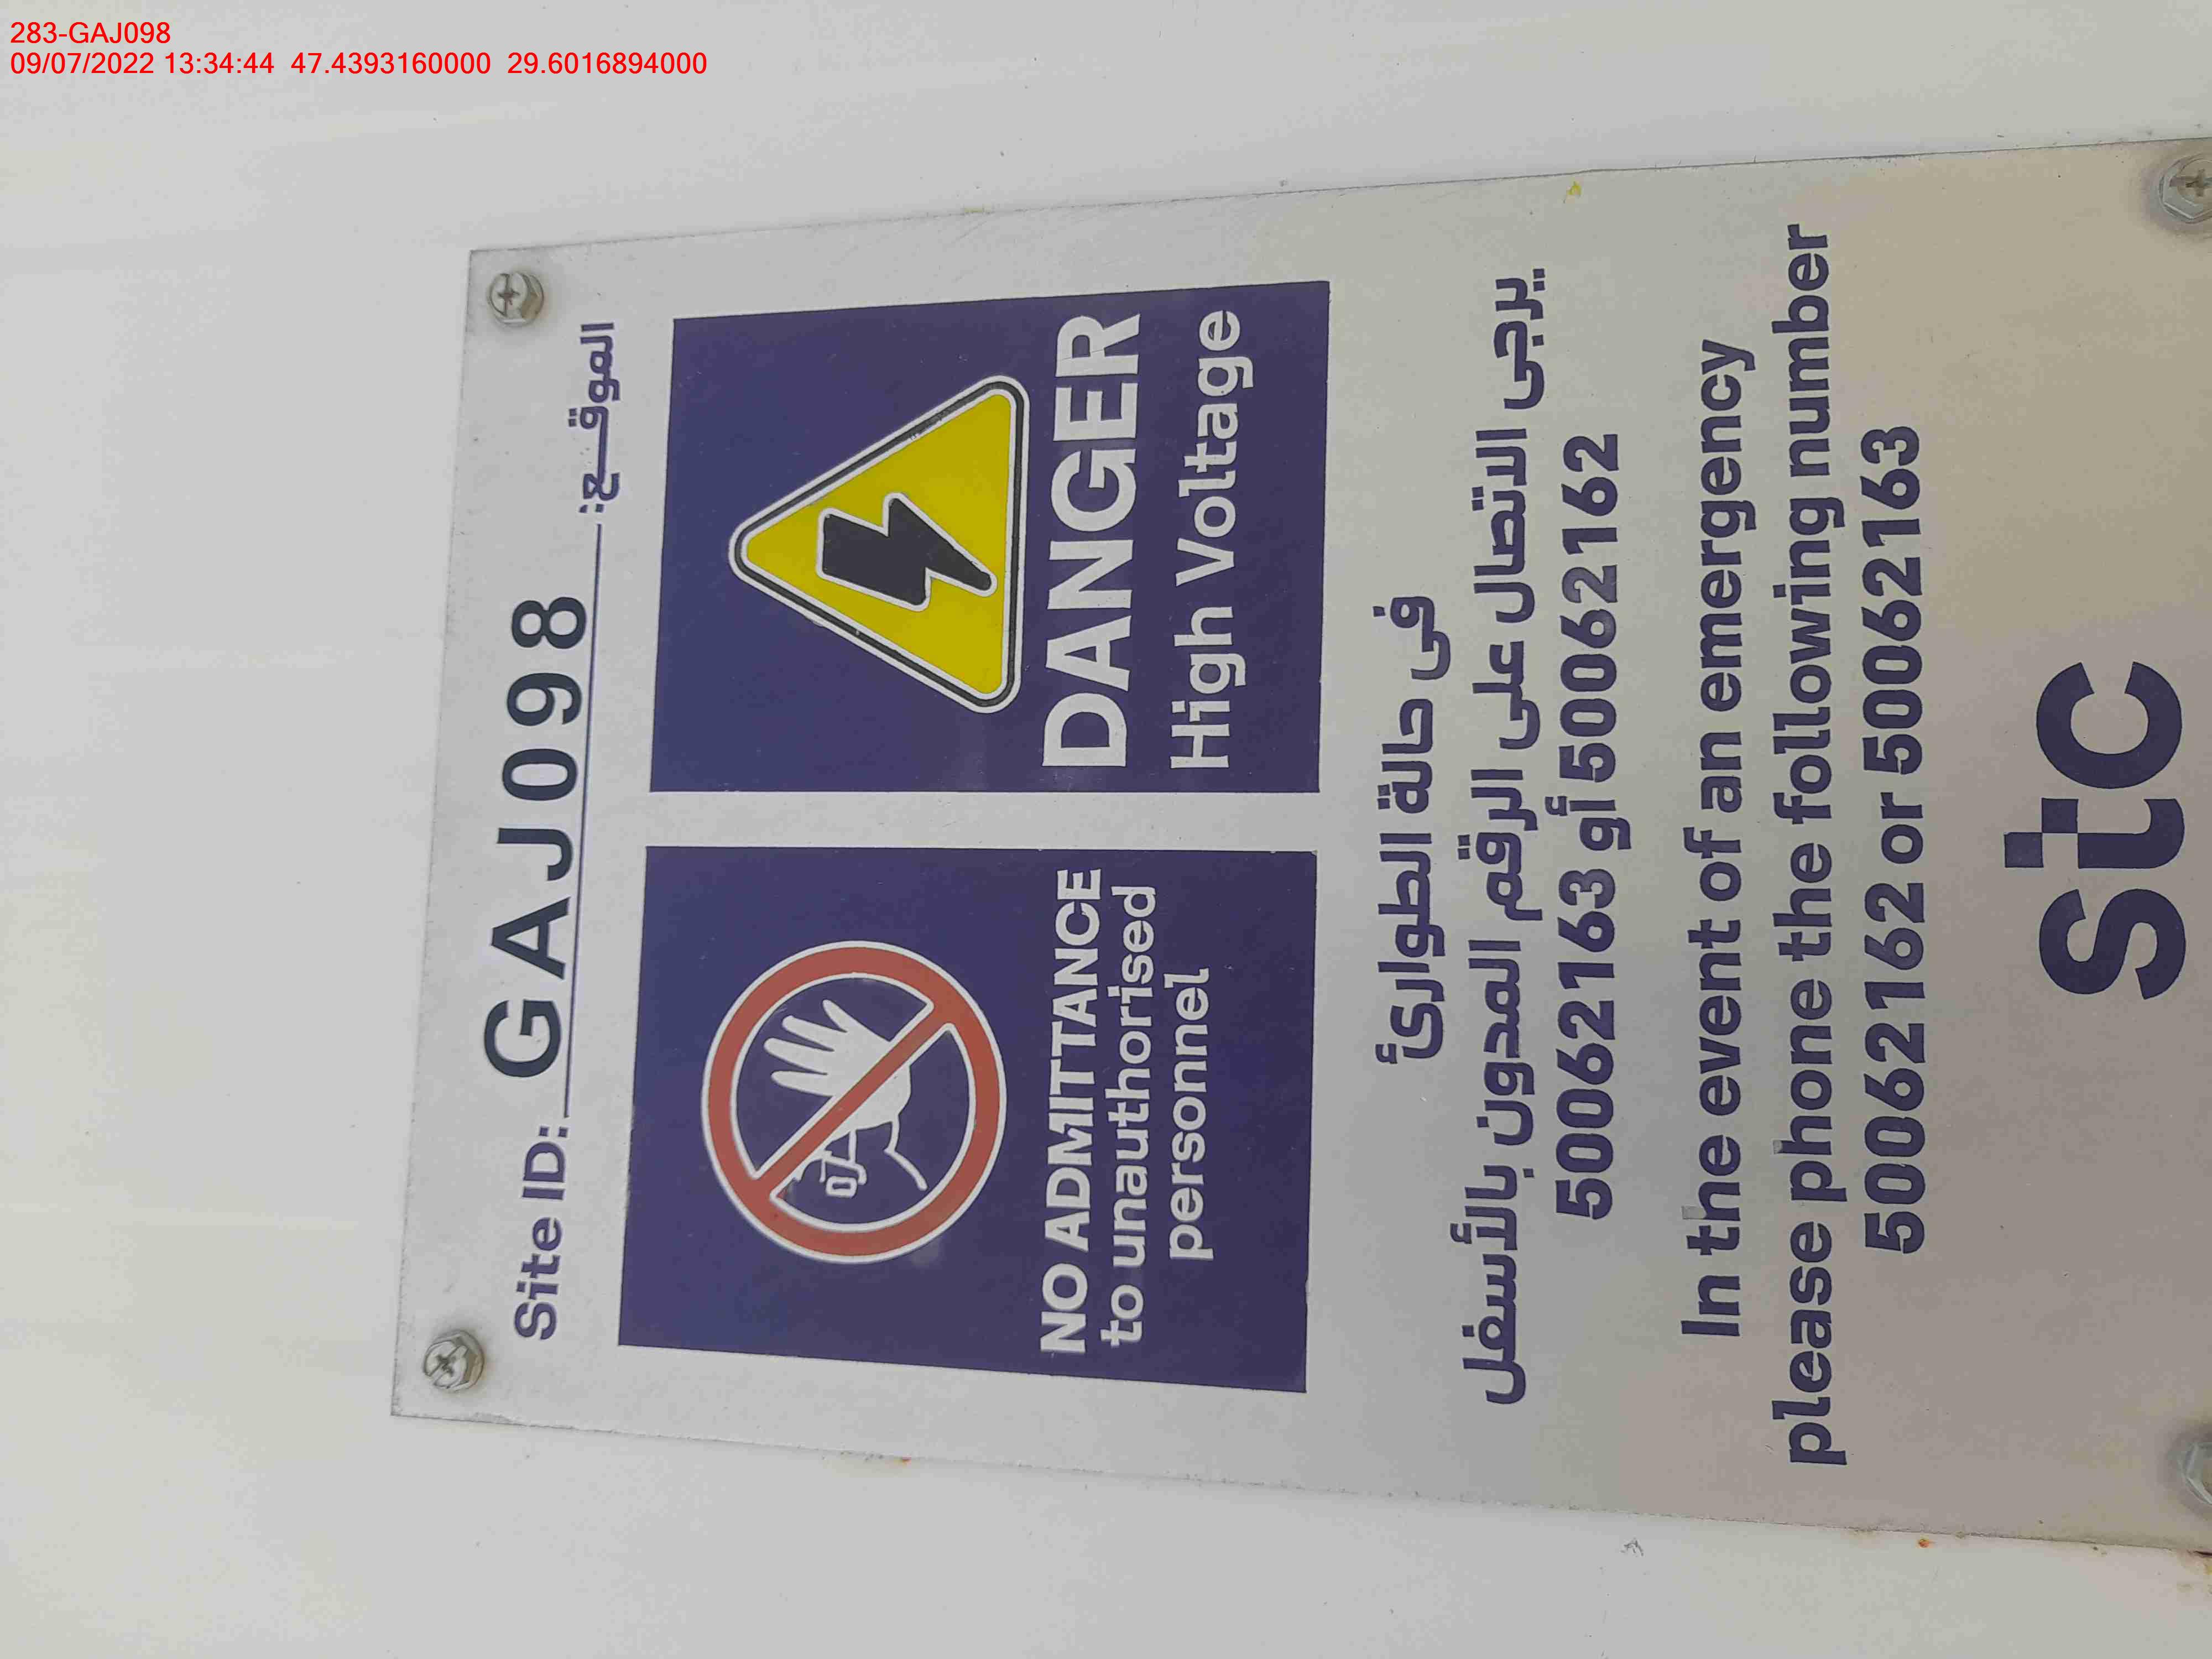 283-GAJ098
09/07/2022 13:34:44 47.4393160000 29.6016894000
Site ID: GAJ098 الموقــع:
NO ADMITTANCE
to unauthorised
personnel
DANGER
High Voltage
فى حالة الطوارئ
يرجى الاتصال على الرقم المدون بالأسفل
50062162 أو 50062163
In the event of an emergency
please phone the following number
50062162 or 50062163
stc